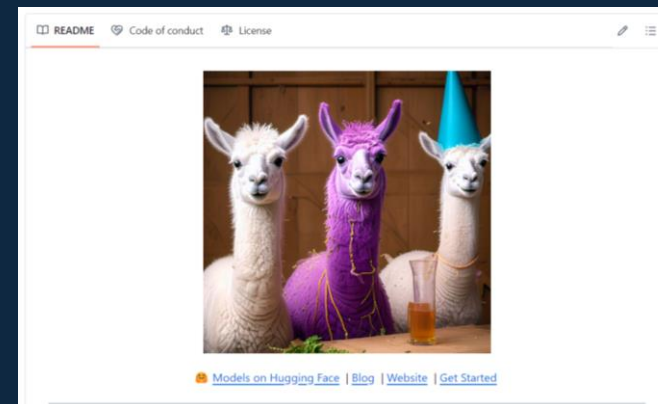 README Code of conduct License
Models on Hugging Face | Blog | Website | Get Started